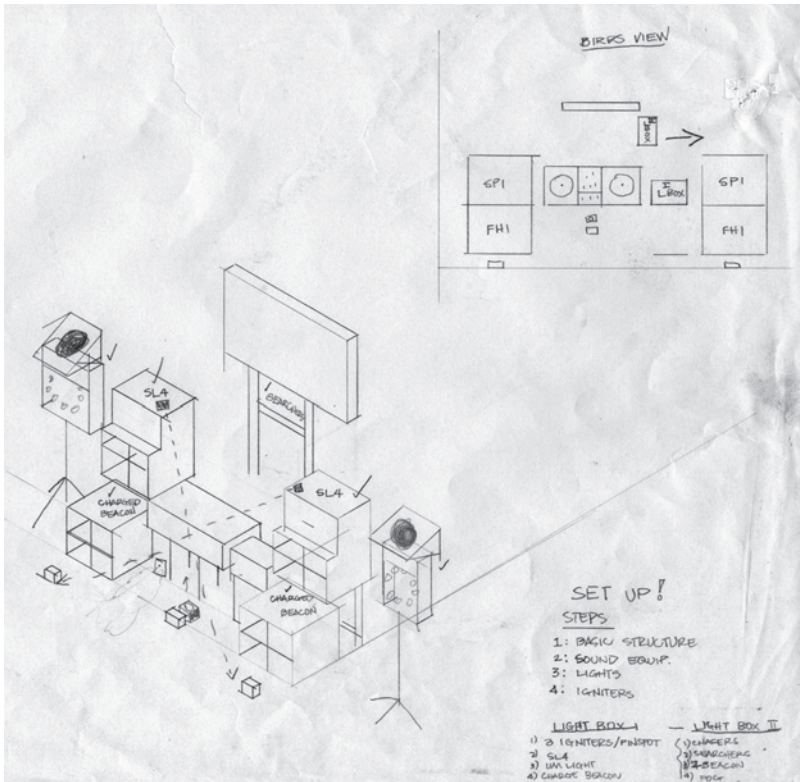 BIRDS VIEW
BOX
SP1
SP1
L.BOX
FH1
FH1
SL4
CHARGED
BEACON
SL4
CHARGED
BEACON
SET UP!
STEPS
1: BASIC STRUCTURE
2: SOUND EQUIP.
3: LIGHTS
4: IGNITERS
LIGHT BOX I — LIGHT BOX II
1) 3 IGNITERS/PINSPOT 1) CHASERS
2) SL4 2) SEARCHERS
3) LIGHT BEACON
4) CHARGE BEACON 4) FOG